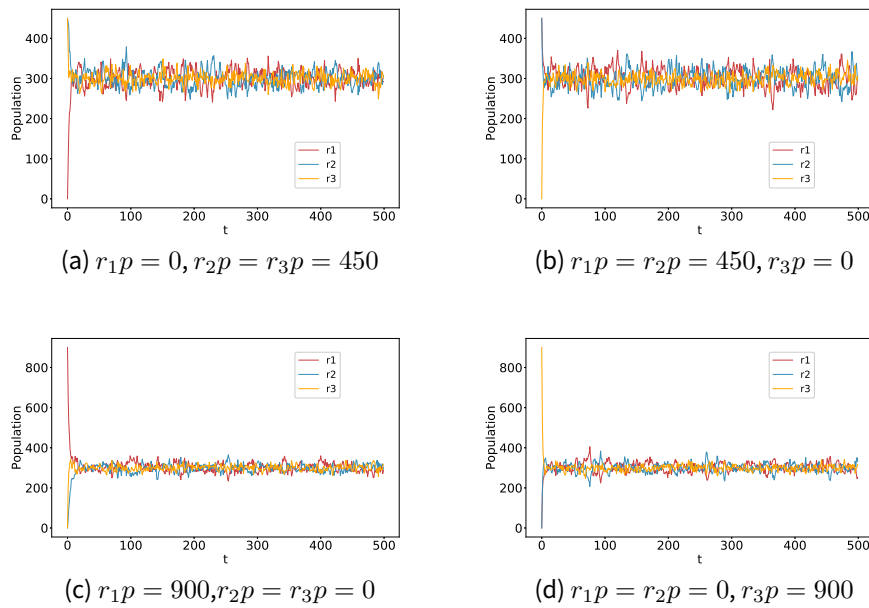 400
300
200
100
0
Population
r1
r2
r3
0 100 200 300 400 500
t
(a) r₁p = 0, r₂p = r₃p = 450
400
300
200
100
0
Population
r1
r2
r3
0 100 200 300 400 500
t
(b) r₁p = r₂p = 450, r₃p = 0
800
600
400
200
0
Population
r1
r2
r3
0 100 200 300 400 500
t
(c) r₁p = 900,r₂p = r₃p = 0
800
600
400
200
0
Population
r1
r2
r3
0 100 200 300 400 500
t
(d) r₁p = r₂p = 0, r₃p = 900